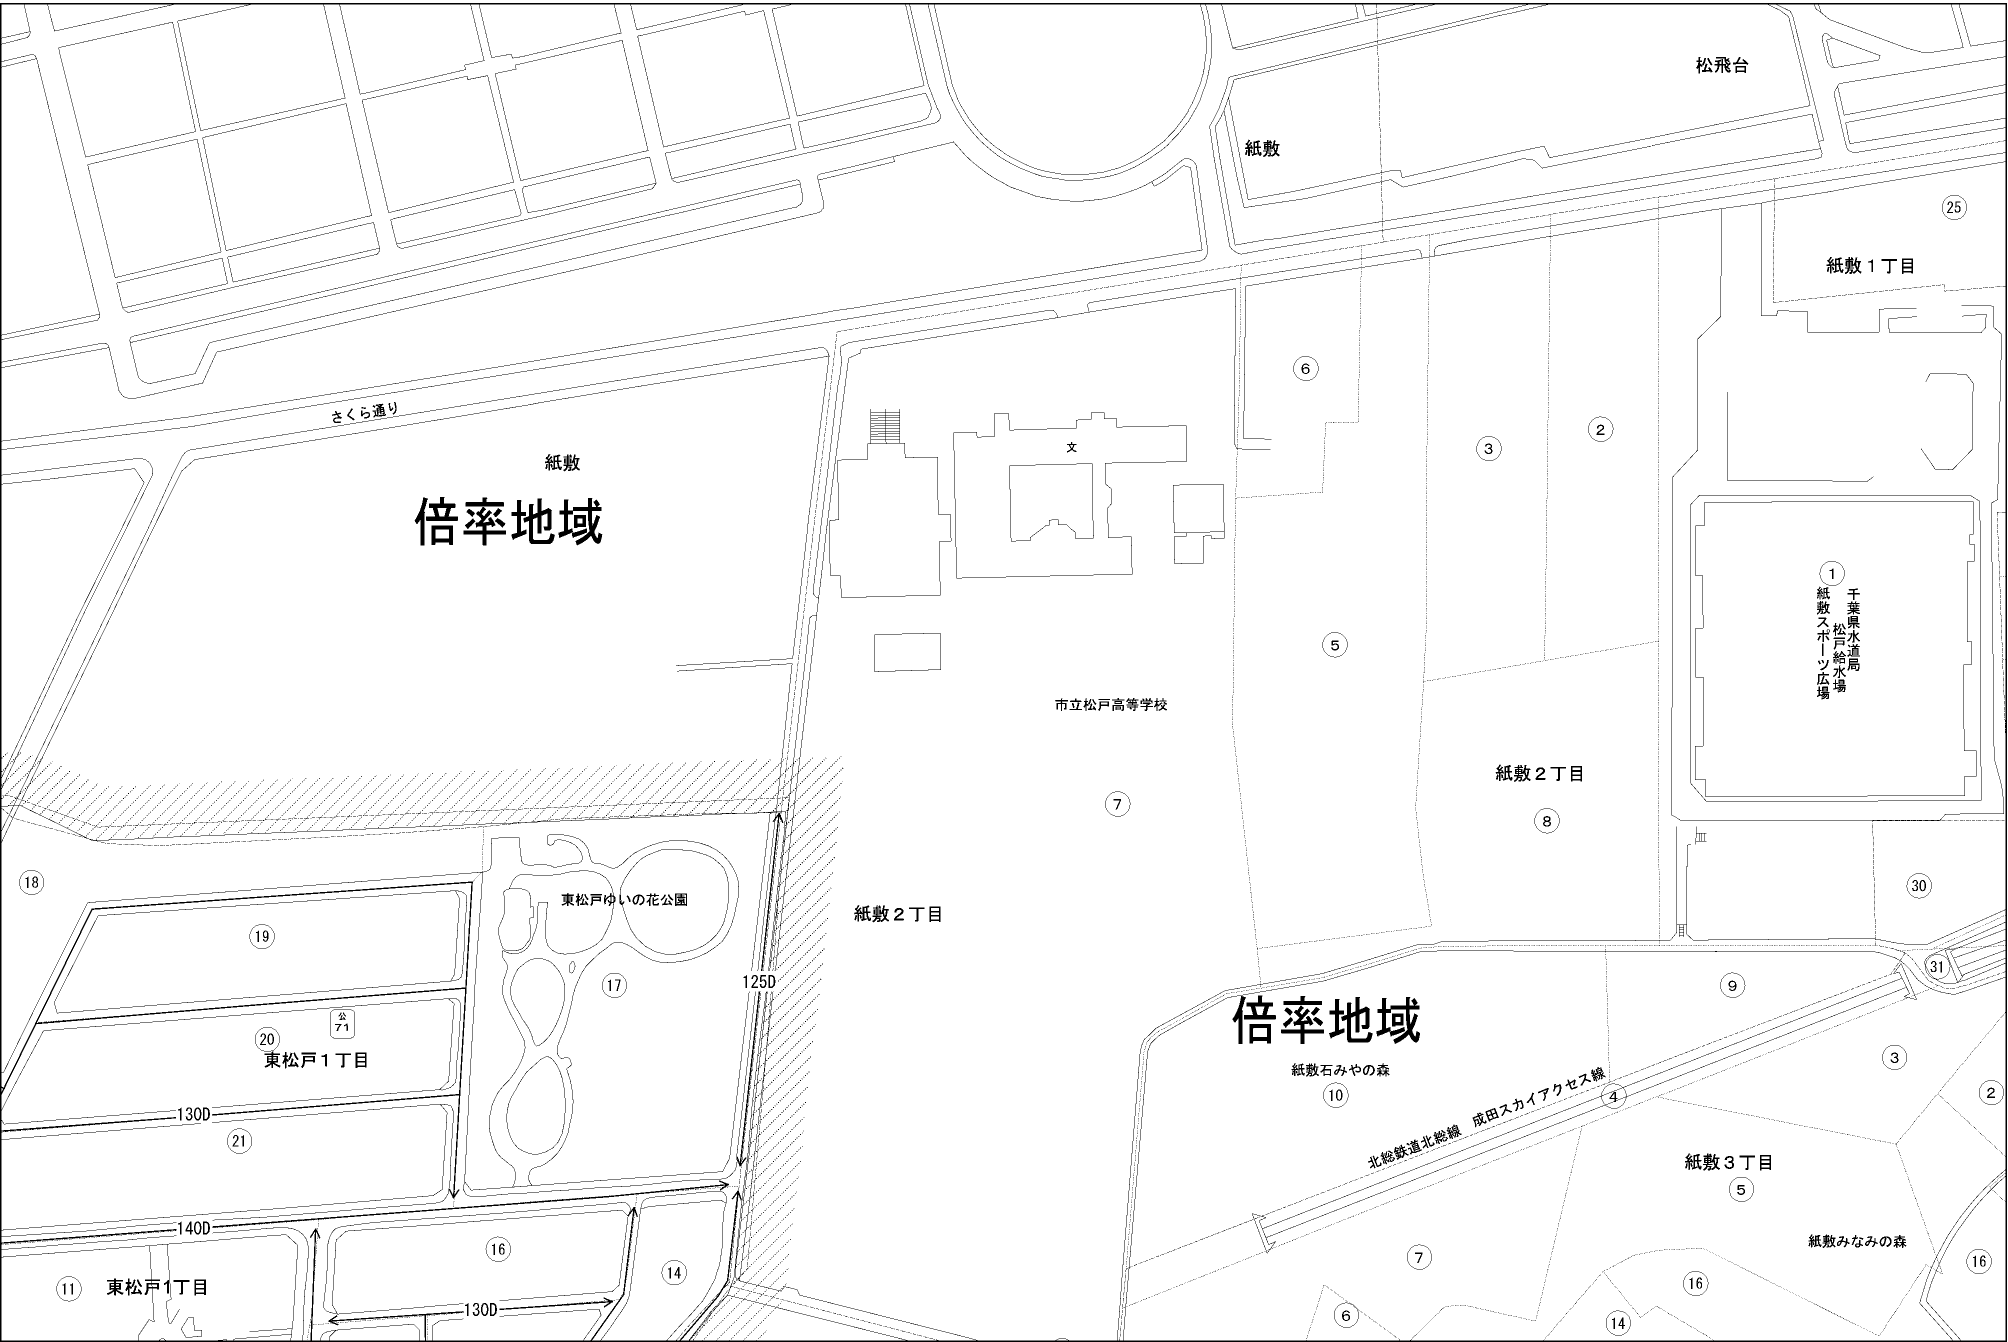 松飛台
紙敷
25
紙敷1丁目
6
さくら通り
2
3
文
紙敷
倍率地域
1
千葉県水道局
松戸給水場
紙敷スポーツ広場
5
市立松戸高等学校
紙敷2丁目
7
8
18
30
東松戸ゆいの花公園
紙敷2丁目
19
31
125D
17
9
倍率地域
公
71
20
東松戸1丁目
3
紙敷石みやの森
10
4
2
北総鉄道北総線 成田スカイアクセス線
130D
21
紙敷3丁目
5
140D
紙敷みなみの森
16
7
16
14
16
11
東松戸1丁目
130D
6
14